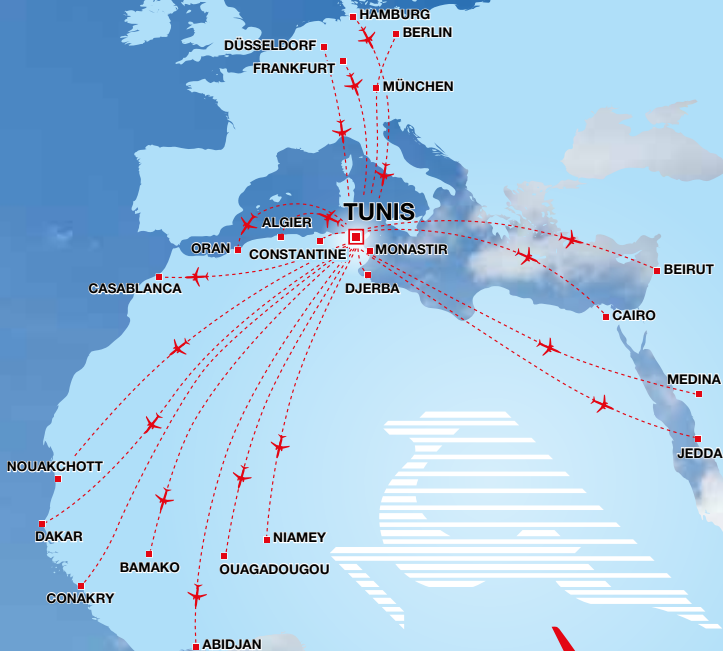 HAMBURG
BERLIN
DÜSSELDORF
FRANKFURT
MÜNCHEN
TUNIS
ALGIER
ORAN
CONSTANTINE
MONASTIR
CASABLANCA
DJERBA
BEIRUT
CAIRO
MEDINA
JEDDA
NOUAKCHOTT
DAKAR
NIAMEY
BAMAKO
OUAGADOUGOU
CONAKRY
ABIDJAN